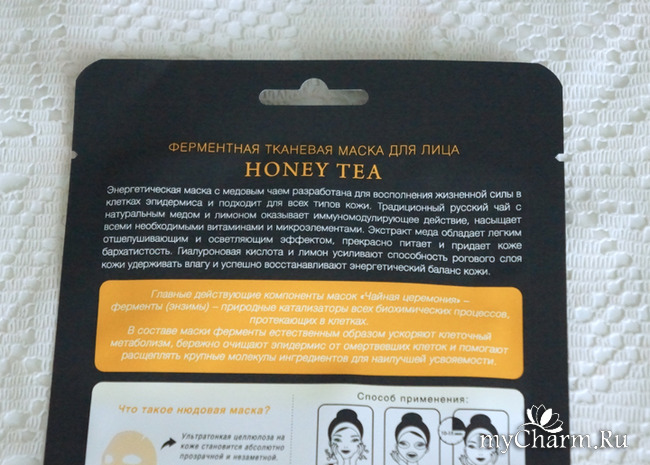 ФЕРМЕНТНАЯ ТКАНЕВАЯ МАСКА ДЛЯ ЛИЦА
HONEY TEA
Энергетическая маска с медовым чаем разработана для восполнения жизненной силы в
клетках эпидермиса и подходит для всех типов кожи. Традиционный русский чай с
натуральным медом и лимоном оказывает иммуномодулирующее действие, насыщает
всеми необходимыми витаминами и микроэлементами. Экстракт меда обладает легким
отшелушивающим и осветляющим эффектом, прекрасно питает и придает коже
бархатистость. Гиалуроновая кислота и лимон усиливают способность рогового слоя
кожи удерживать влагу и успешно восстанавливают энергетический баланс кожи.
Главные действующие компоненты масок «Чайная церемония» –
ферменты (энзимы) – природные катализаторы всех биохимических процессов,
протекающих в клетках.
В составе маски ферменты естественным образом ускоряют клеточный
метаболизм, бережно очищают эпидермис от омертвевших клеток и помогают
расщеплять крупные молекулы ингредиентов для наилучшей усвояемости.
Что такое нюдовая маска?
Ультратонкая целлюлоза на
коже становится абсолютно
прозрачной и незаметной.
Способ применения:
myCharm.Ru